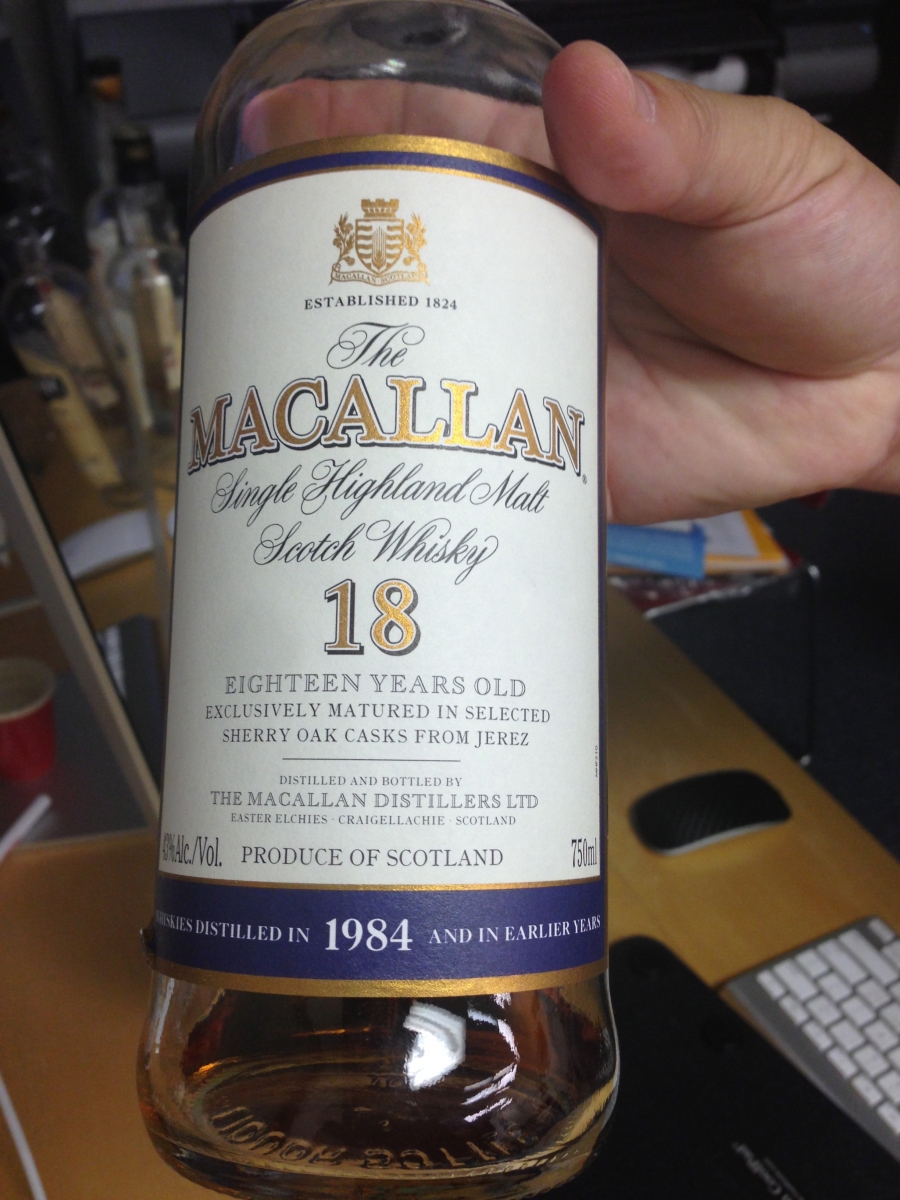 MACALLAN SCOTLAND
ESTABLISHED 1824
The
MACALLAN®
Single Highland Malt
Scotch Whisky
18
EIGHTEEN YEARS OLD
EXCLUSIVELY MATURED IN SELECTED
SHERRY OAK CASKS FROM JEREZ
DISTILLED AND BOTTLED BY
THE MACALLAN DISTILLERS LTD
EASTER ELCHIES · CRAIGELLACHIE · SCOTLAND
43%Alc./Vol. PRODUCE OF SCOTLAND 750ml
DISTILLED IN 1984 AND IN EARLIER YEARS